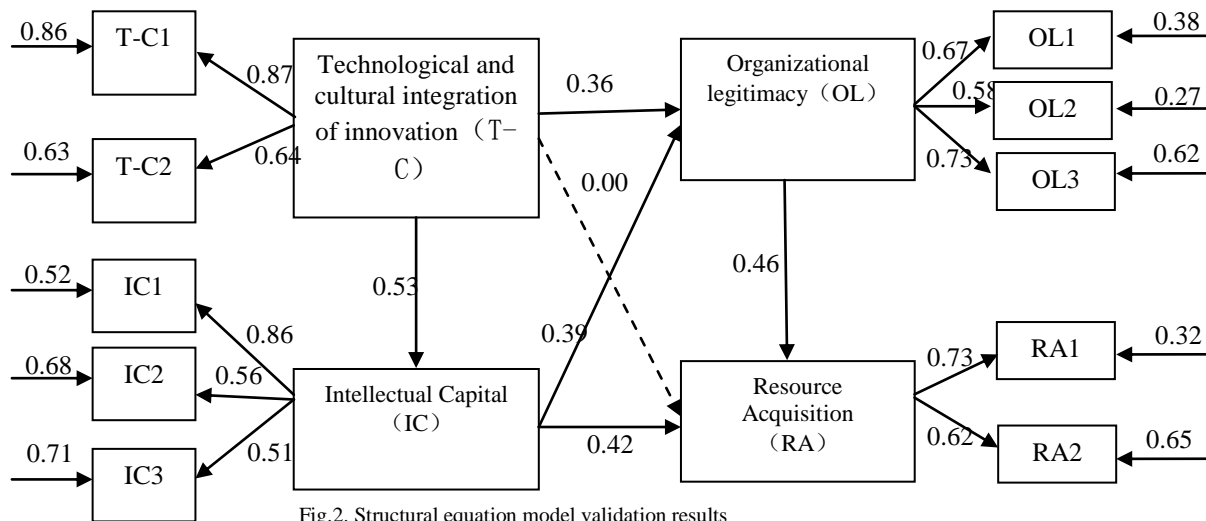 0.86
T-C1
0.87
0.63
T-C2
0.64
Technological and
cultural integration
of innovation（T-
C）
0.36
0.00
0.53
Organizational
legitimacy（OL）
0.67
OL1
0.38
0.58
OL2
0.27
0.73
OL3
0.62
0.46
0.52
IC1
0.86
0.68
IC2
0.56
0.71
IC3
0.51
Intellectual Capital
（IC）
0.39
0.42
Resource
Acquisition
（RA）
0.73
RA1
0.32
0.62
RA2
0.65
Fig.2. Structural equation model validation results